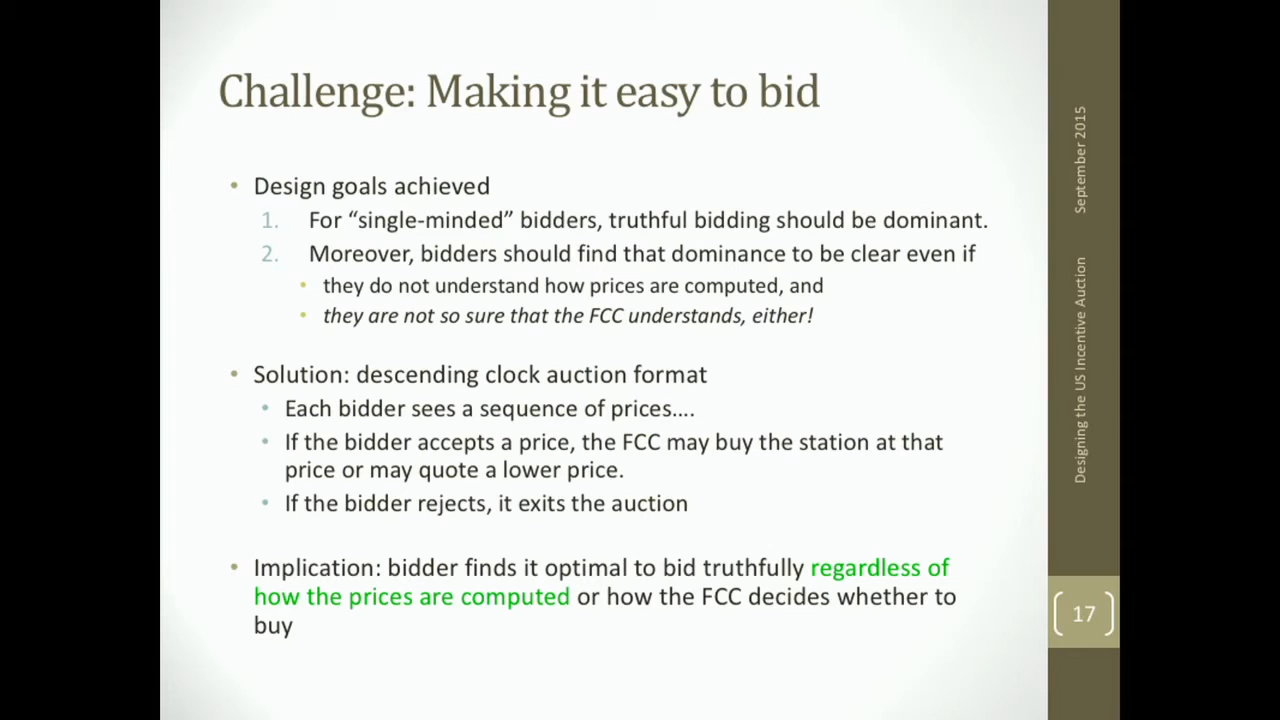 Challenge: Making it easy to bid
• Design goals achieved
1. For “single-minded” bidders, truthful bidding should be dominant.
2. Moreover, bidders should find that dominance to be clear even if
• they do not understand how prices are computed, and
• they are not so sure that the FCC understands, either!
• Solution: descending clock auction format
• Each bidder sees a sequence of prices….
• If the bidder accepts a price, the FCC may buy the station at that
price or may quote a lower price.
• If the bidder rejects, it exits the auction
• Implication: bidder finds it optimal to bid truthfully regardless of
how the prices are computed or how the FCC decides whether to
buy
September 2015
Designing the US Incentive Auction
17